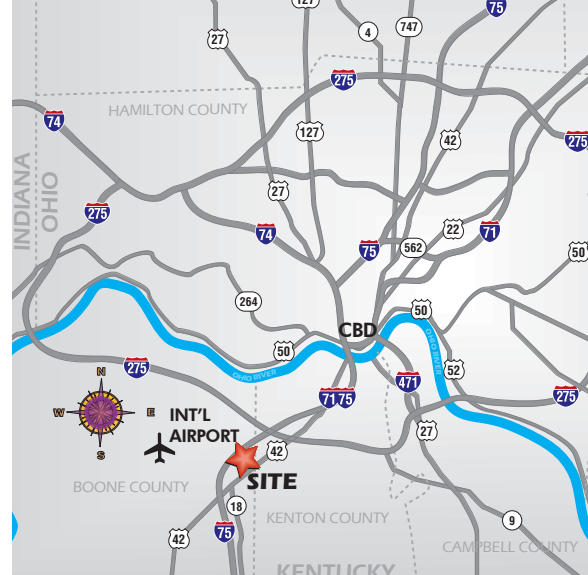 127
75
27
4
747
275
HAMILTON COUNTY
74
127
42
275
INDIANA
OHIO
27
275
74
75
562
22
71
50
264
50
CBD
50
OHIO RIVER
OHIO RIVER
275
52
N
W E
S
INT'L
AIRPORT
71 75
471
275
27
42
SITE
BOONE COUNTY
18
KENTON COUNTY
9
42
75
CAMPBELL COUNTY
KENTUCKY